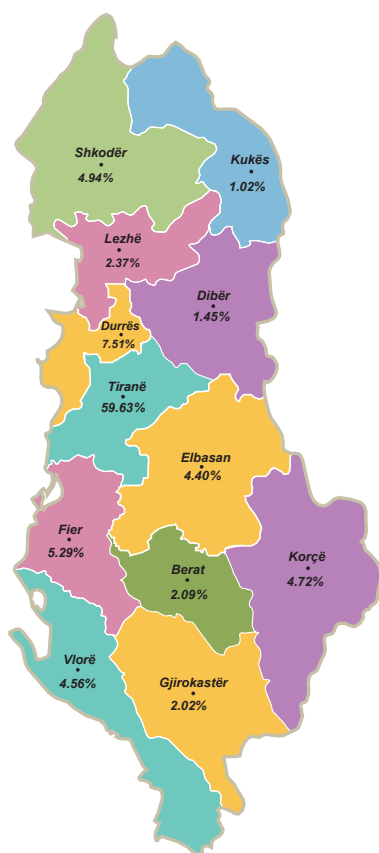 Shkodër
4.94%
Kukës
1.02%
Lezhë
2.37%
Dibër
1.45%
Durrës
7.51%
Tiranë
59.63%
Elbasan
4.40%
Fier
5.29%
Berat
2.09%
Korçë
4.72%
Vlorë
4.56%
Gjirokastër
2.02%